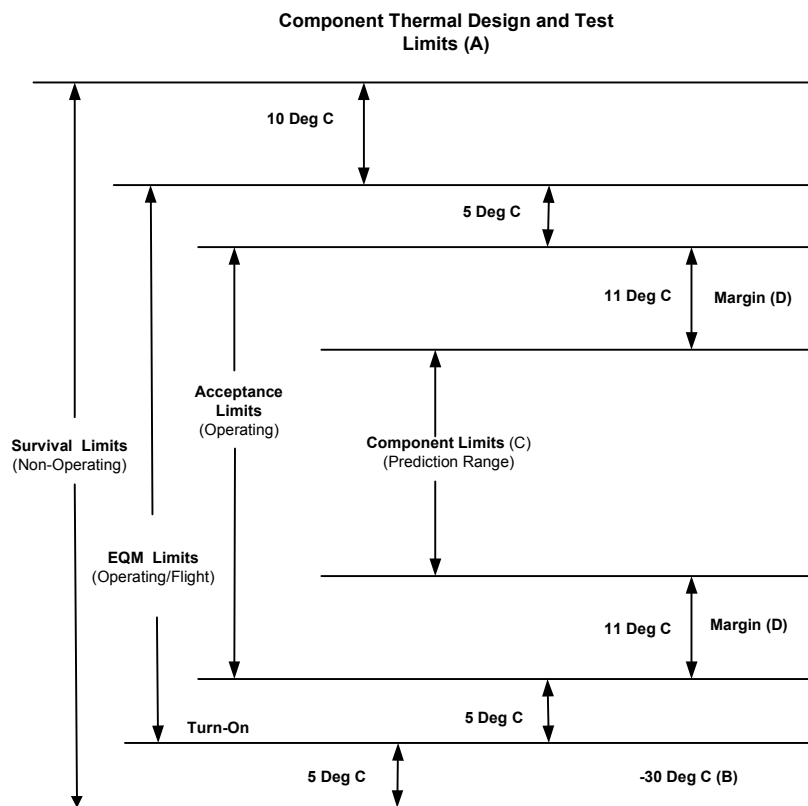 Component Thermal Design and Test
Limits (A)
10 Deg C
5 Deg C
11 Deg C
Margin (D)
Acceptance
Limits
(Operating)
Survival Limits
(Non-Operating)
Component Limits (C)
(Prediction Range)
EQM Limits
(Operating/Flight)
11 Deg C
Margin (D)
5 Deg C
Turn-On
5 Deg C
-30 Deg C (B)